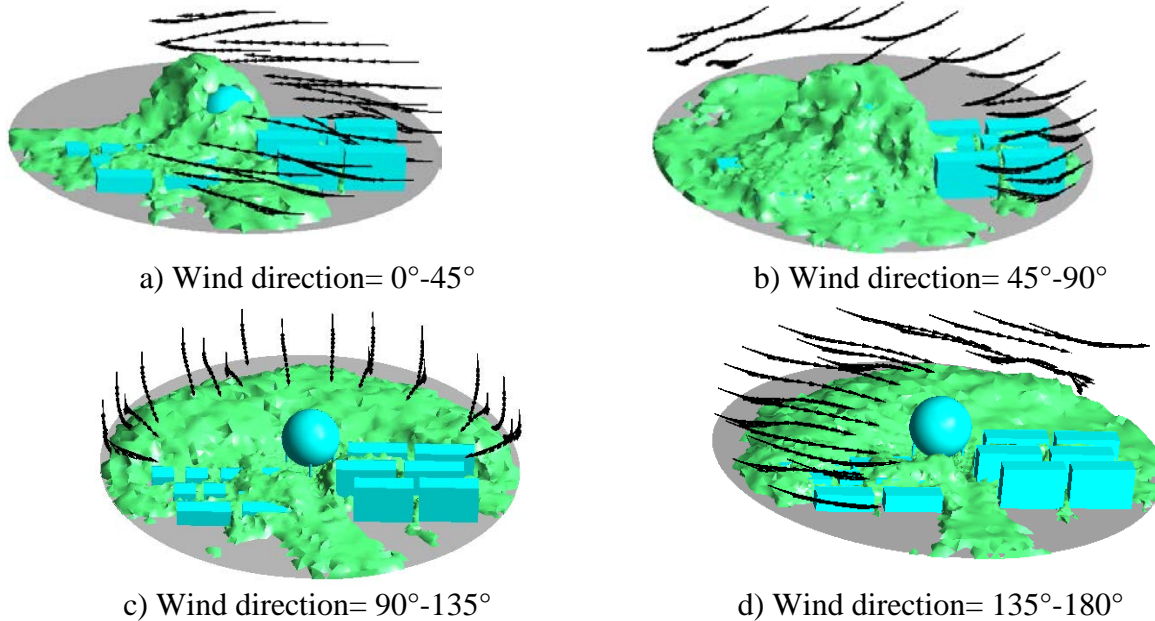 a) Wind direction= 0°-45°
b) Wind direction= 45°-90°
c) Wind direction= 90°-135°
d) Wind direction= 135°-180°